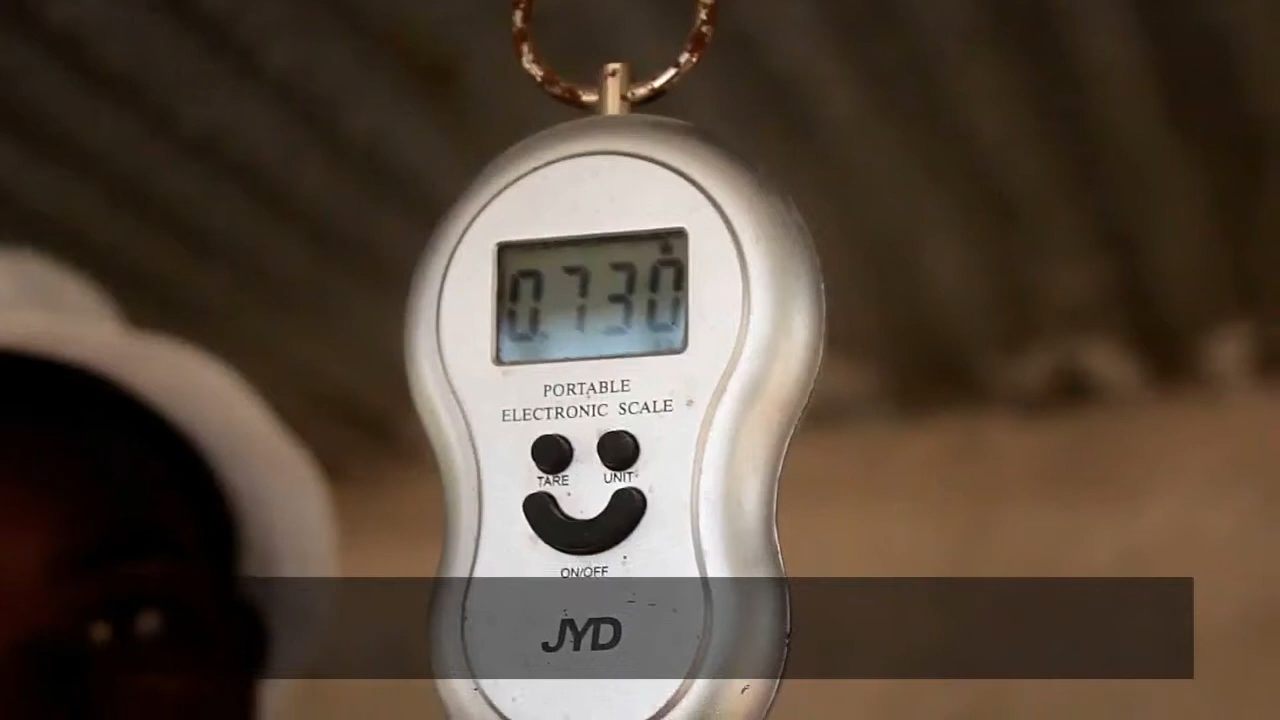 0.730
PORTABLE
ELECTRONIC SCALE
TARE UNIT
ON/OFF
JYD